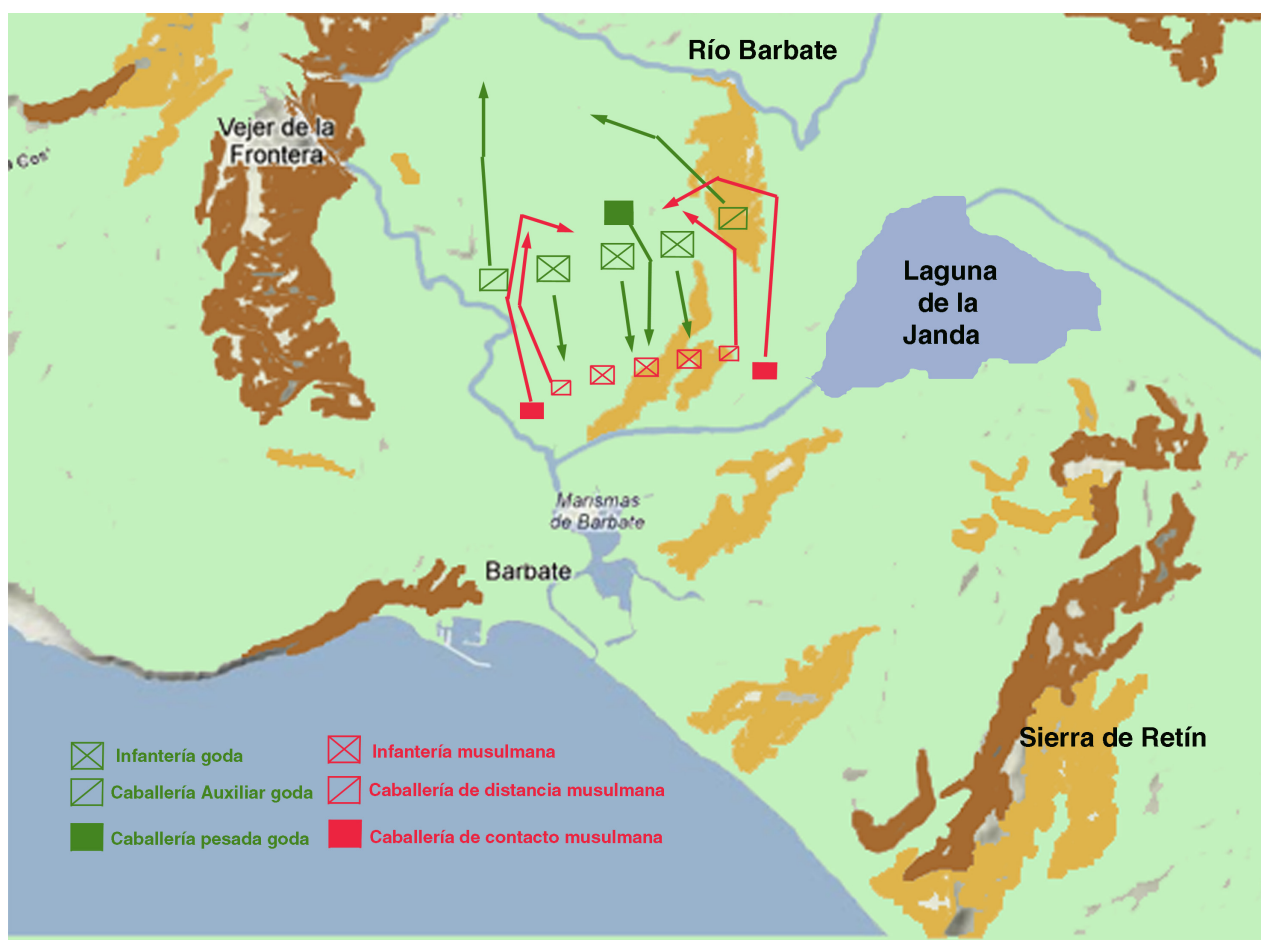 Río Barbate
Vejer de la
Frontera
Laguna
de la
Janda
Marismas
de Barbate
Barbate
Sierra de Retín
Infantería goda
Caballería Auxiliar goda
Caballería pesada goda
Infantería musulmana
Caballería de distancia musulmana
Caballería de contacto musulmana